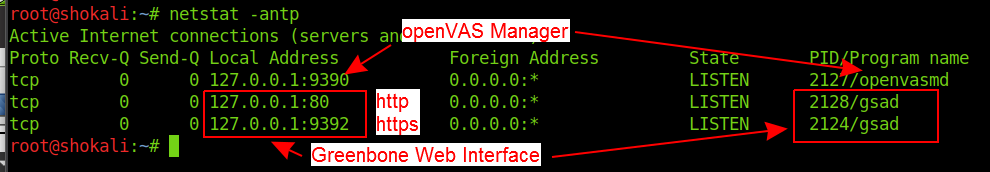 root@shokali:~# netstat -antp
Active Internet connections (servers and openVAS Manager
Proto Recv-Q Send-Q Local Address Foreign Address State PID/Program name
tcp 0 0 127.0.0.1:9390 0.0.0.0:* LISTEN 2127/openvasmd
tcp 0 0 127.0.0.1:80 http 0.0.0.0:* LISTEN 2128/gsad
tcp 0 0 127.0.0.1:9392 https 0.0.0.0:* LISTEN 2124/gsad
root@shokali:~# Greenbone Web Interface